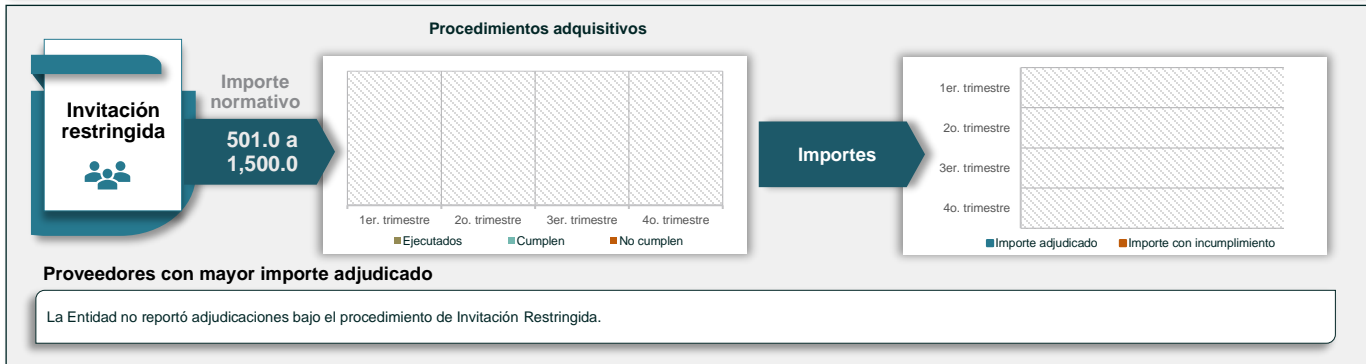 Procedimientos adquisitivos
Invitación
restringida
Importe
normativo
501.0 a
1,500.0
1er. trimestre
2o. trimestre
3er. trimestre
4o. trimestre
Ejecutados
Cumplen
No cumplen
Importes
1er. trimestre
2o. trimestre
3er. trimestre
4o. trimestre
Importe adjudicado
Importe con incumplimiento
Proveedores con mayor importe adjudicado
La Entidad no reportó adjudicaciones bajo el procedimiento de Invitación Restringida.